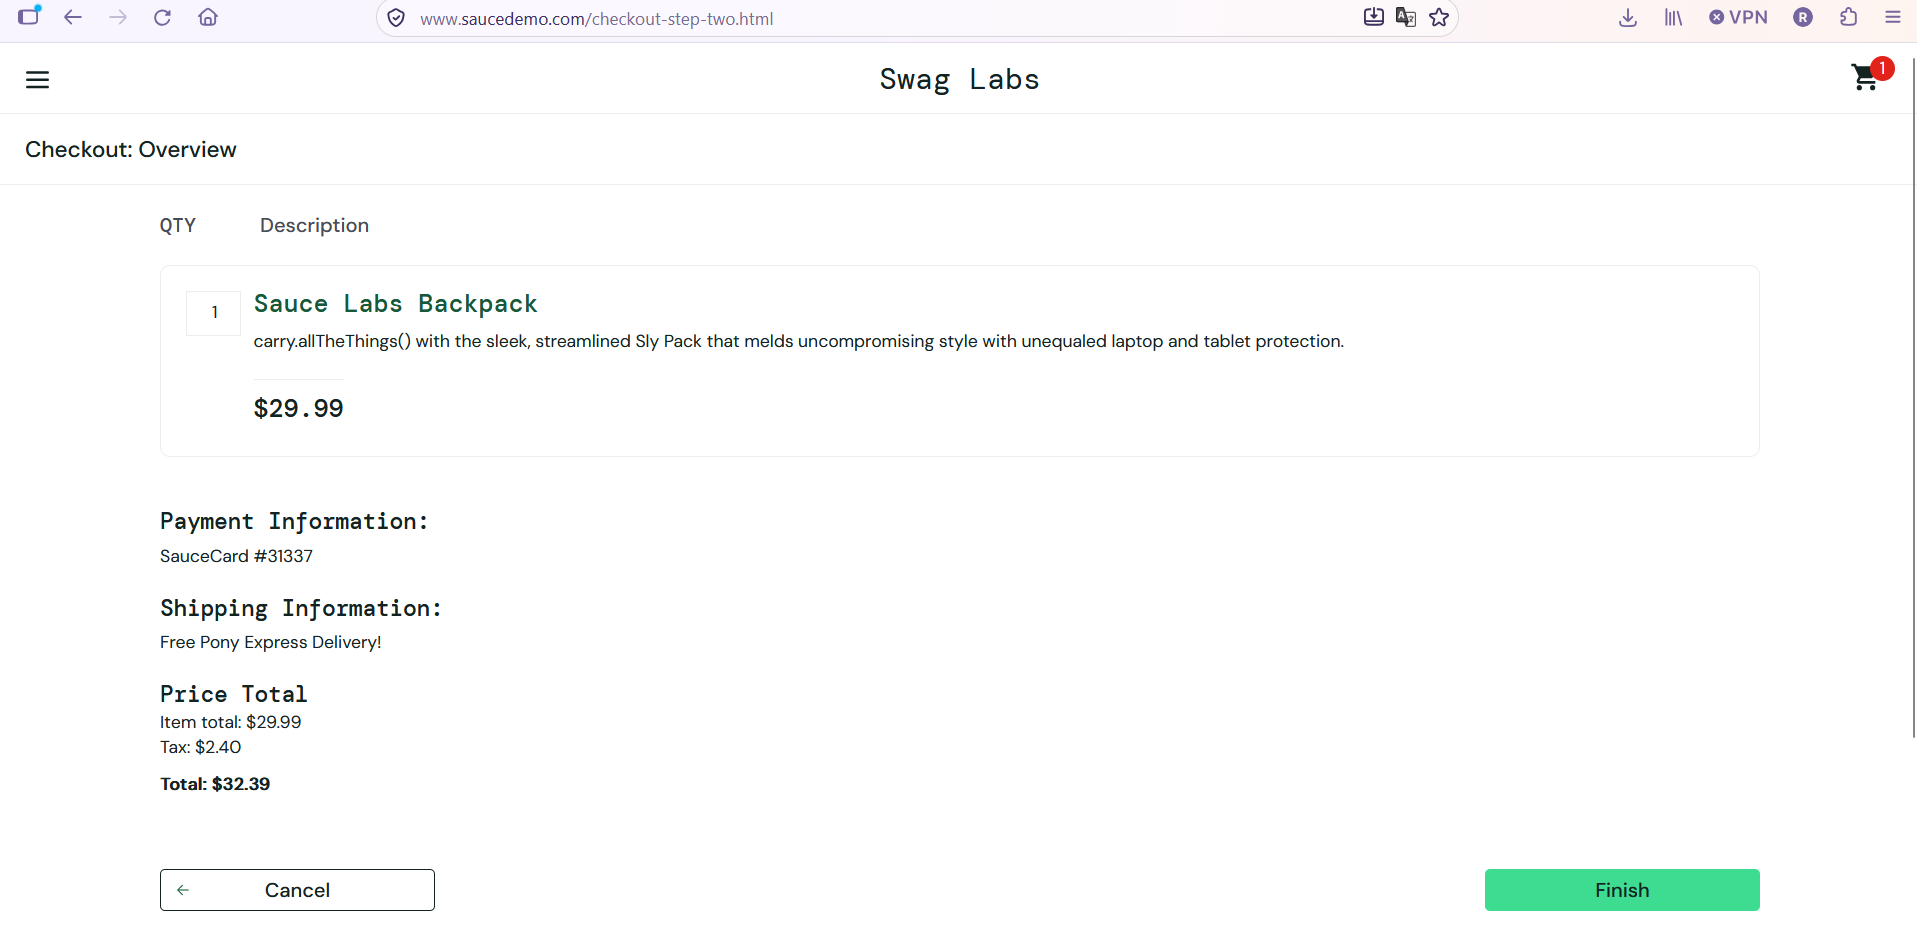 www.saucedemo.com/checkout-step-two.html
VPN
R
Swag Labs
1
Checkout: Overview
QTY Description
1
Sauce Labs Backpack
carry.allTheThings() with the sleek, streamlined Sly Pack that melds uncompromising style with unequaled laptop and tablet protection.
$29.99
Payment Information:
SauceCard #31337
Shipping Information:
Free Pony Express Delivery!
Price Total
Item total: $29.99
Tax: $2.40
Total: $32.39
Cancel
Finish